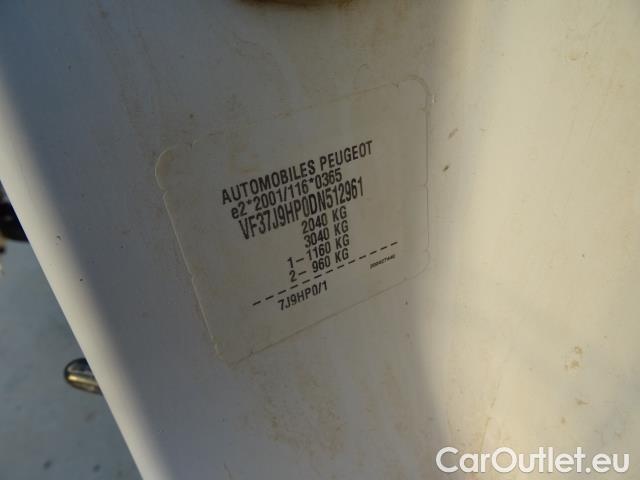 AUTOMOBILES PEUGEOT
e2*2001/116*0365
VF37J9HP0DN512961
2040 KG
3040 KG
1-1160 KG
2- 960 KG
7J9HP0/1
CarOutlet.eu